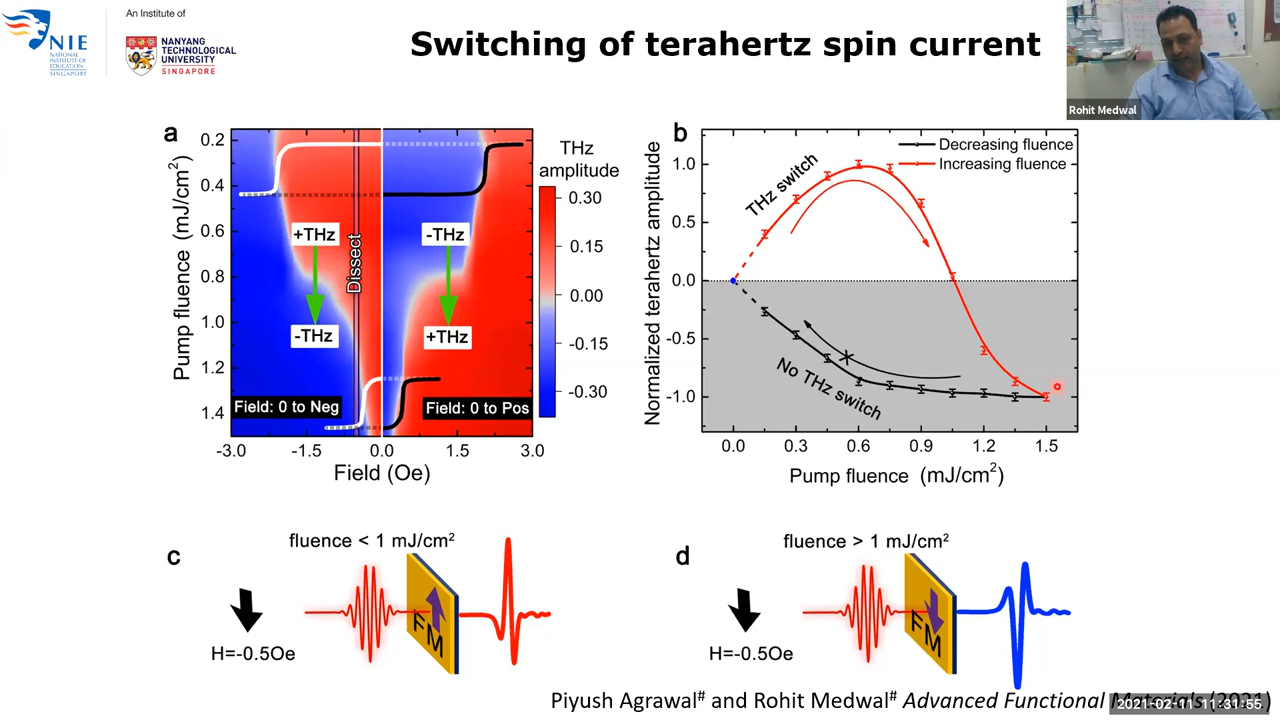 NIE
NATIONAL
INSTITUTE OF
EDUCATION
SINGAPORE
An Institute of
NANYANG
TECHNOLOGICAL
UNIVERSITY
SINGAPORE
Switching of terahertz spin current
Rohit Medwal
a
Pump fluence (mJ/cm²)
0.2
0.4
0.6
0.8
1.0
1.2
1.4
+THz
-THz
Dissect
-THz
+THz
Field: 0 to Neg
Field: 0 to Pos
-3.0
-1.5
0.0
1.5
3.0
Field (Oe)
THz
amplitude
0.30
0.15
0.00
-0.15
-0.30
b
Normalized terahertz amplitude
1.0
0.5
0.0
-0.5
-1.0
Decreasing fluence
Increasing fluence
THz switch
No THz switch
0.0
0.3
0.6
0.9
1.2
1.5
Pump fluence (mJ/cm²)
c
fluence < 1 mJ/cm²
H=-0.5Oe
FM
d
fluence > 1 mJ/cm²
H=-0.5Oe
FM
Piyush Agrawal# and Rohit Medwal# Advanced Functional Materials (2021)
2021-02-11 11:31:55